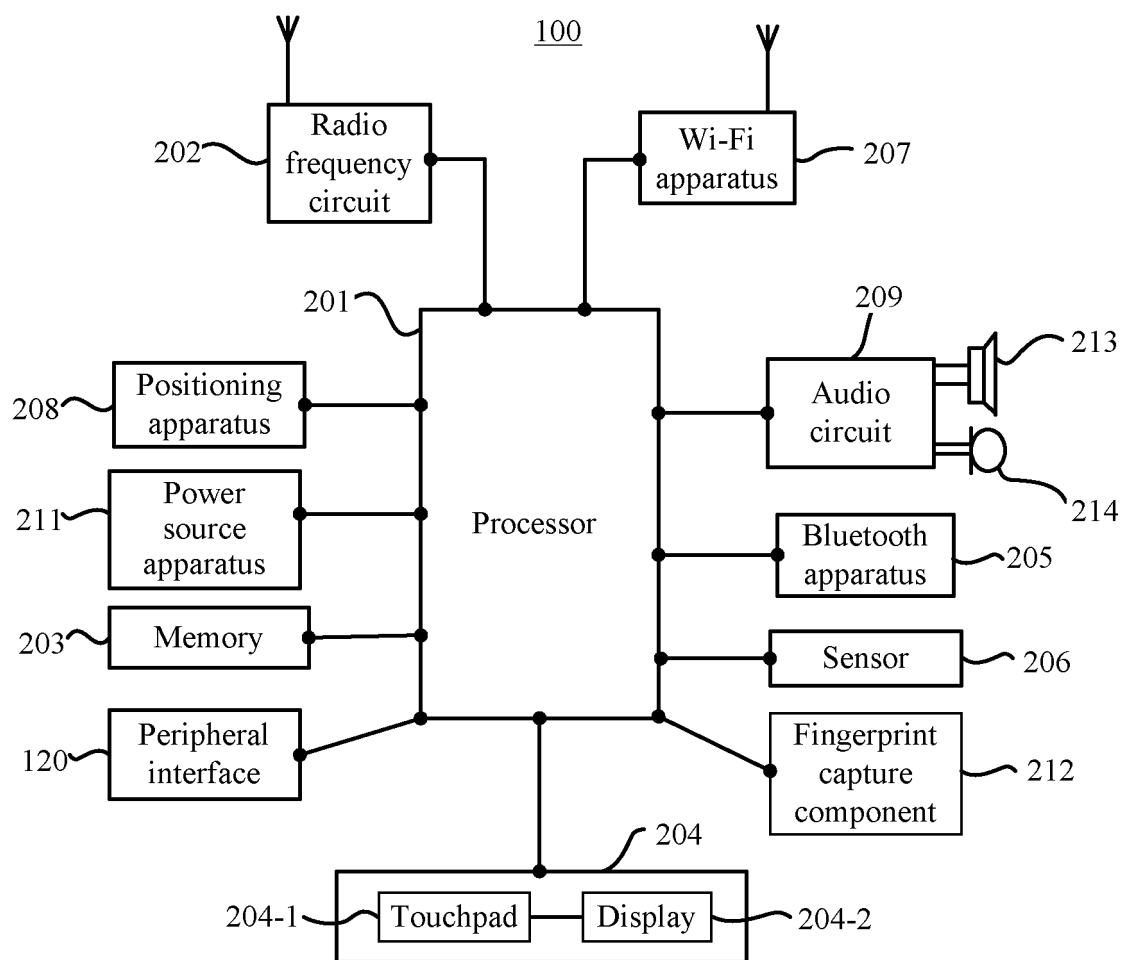 100
Radio
frequency
circuit
202
Wi-Fi
apparatus
207
201
209
213
Positioning
apparatus
208
Audio
circuit
214
Power
source
apparatus
211
Processor
Bluetooth
apparatus
205
Memory
203
Sensor
206
Peripheral
interface
120
Fingerprint
capture
component
212
204
204-1
Touchpad
Display
204-2